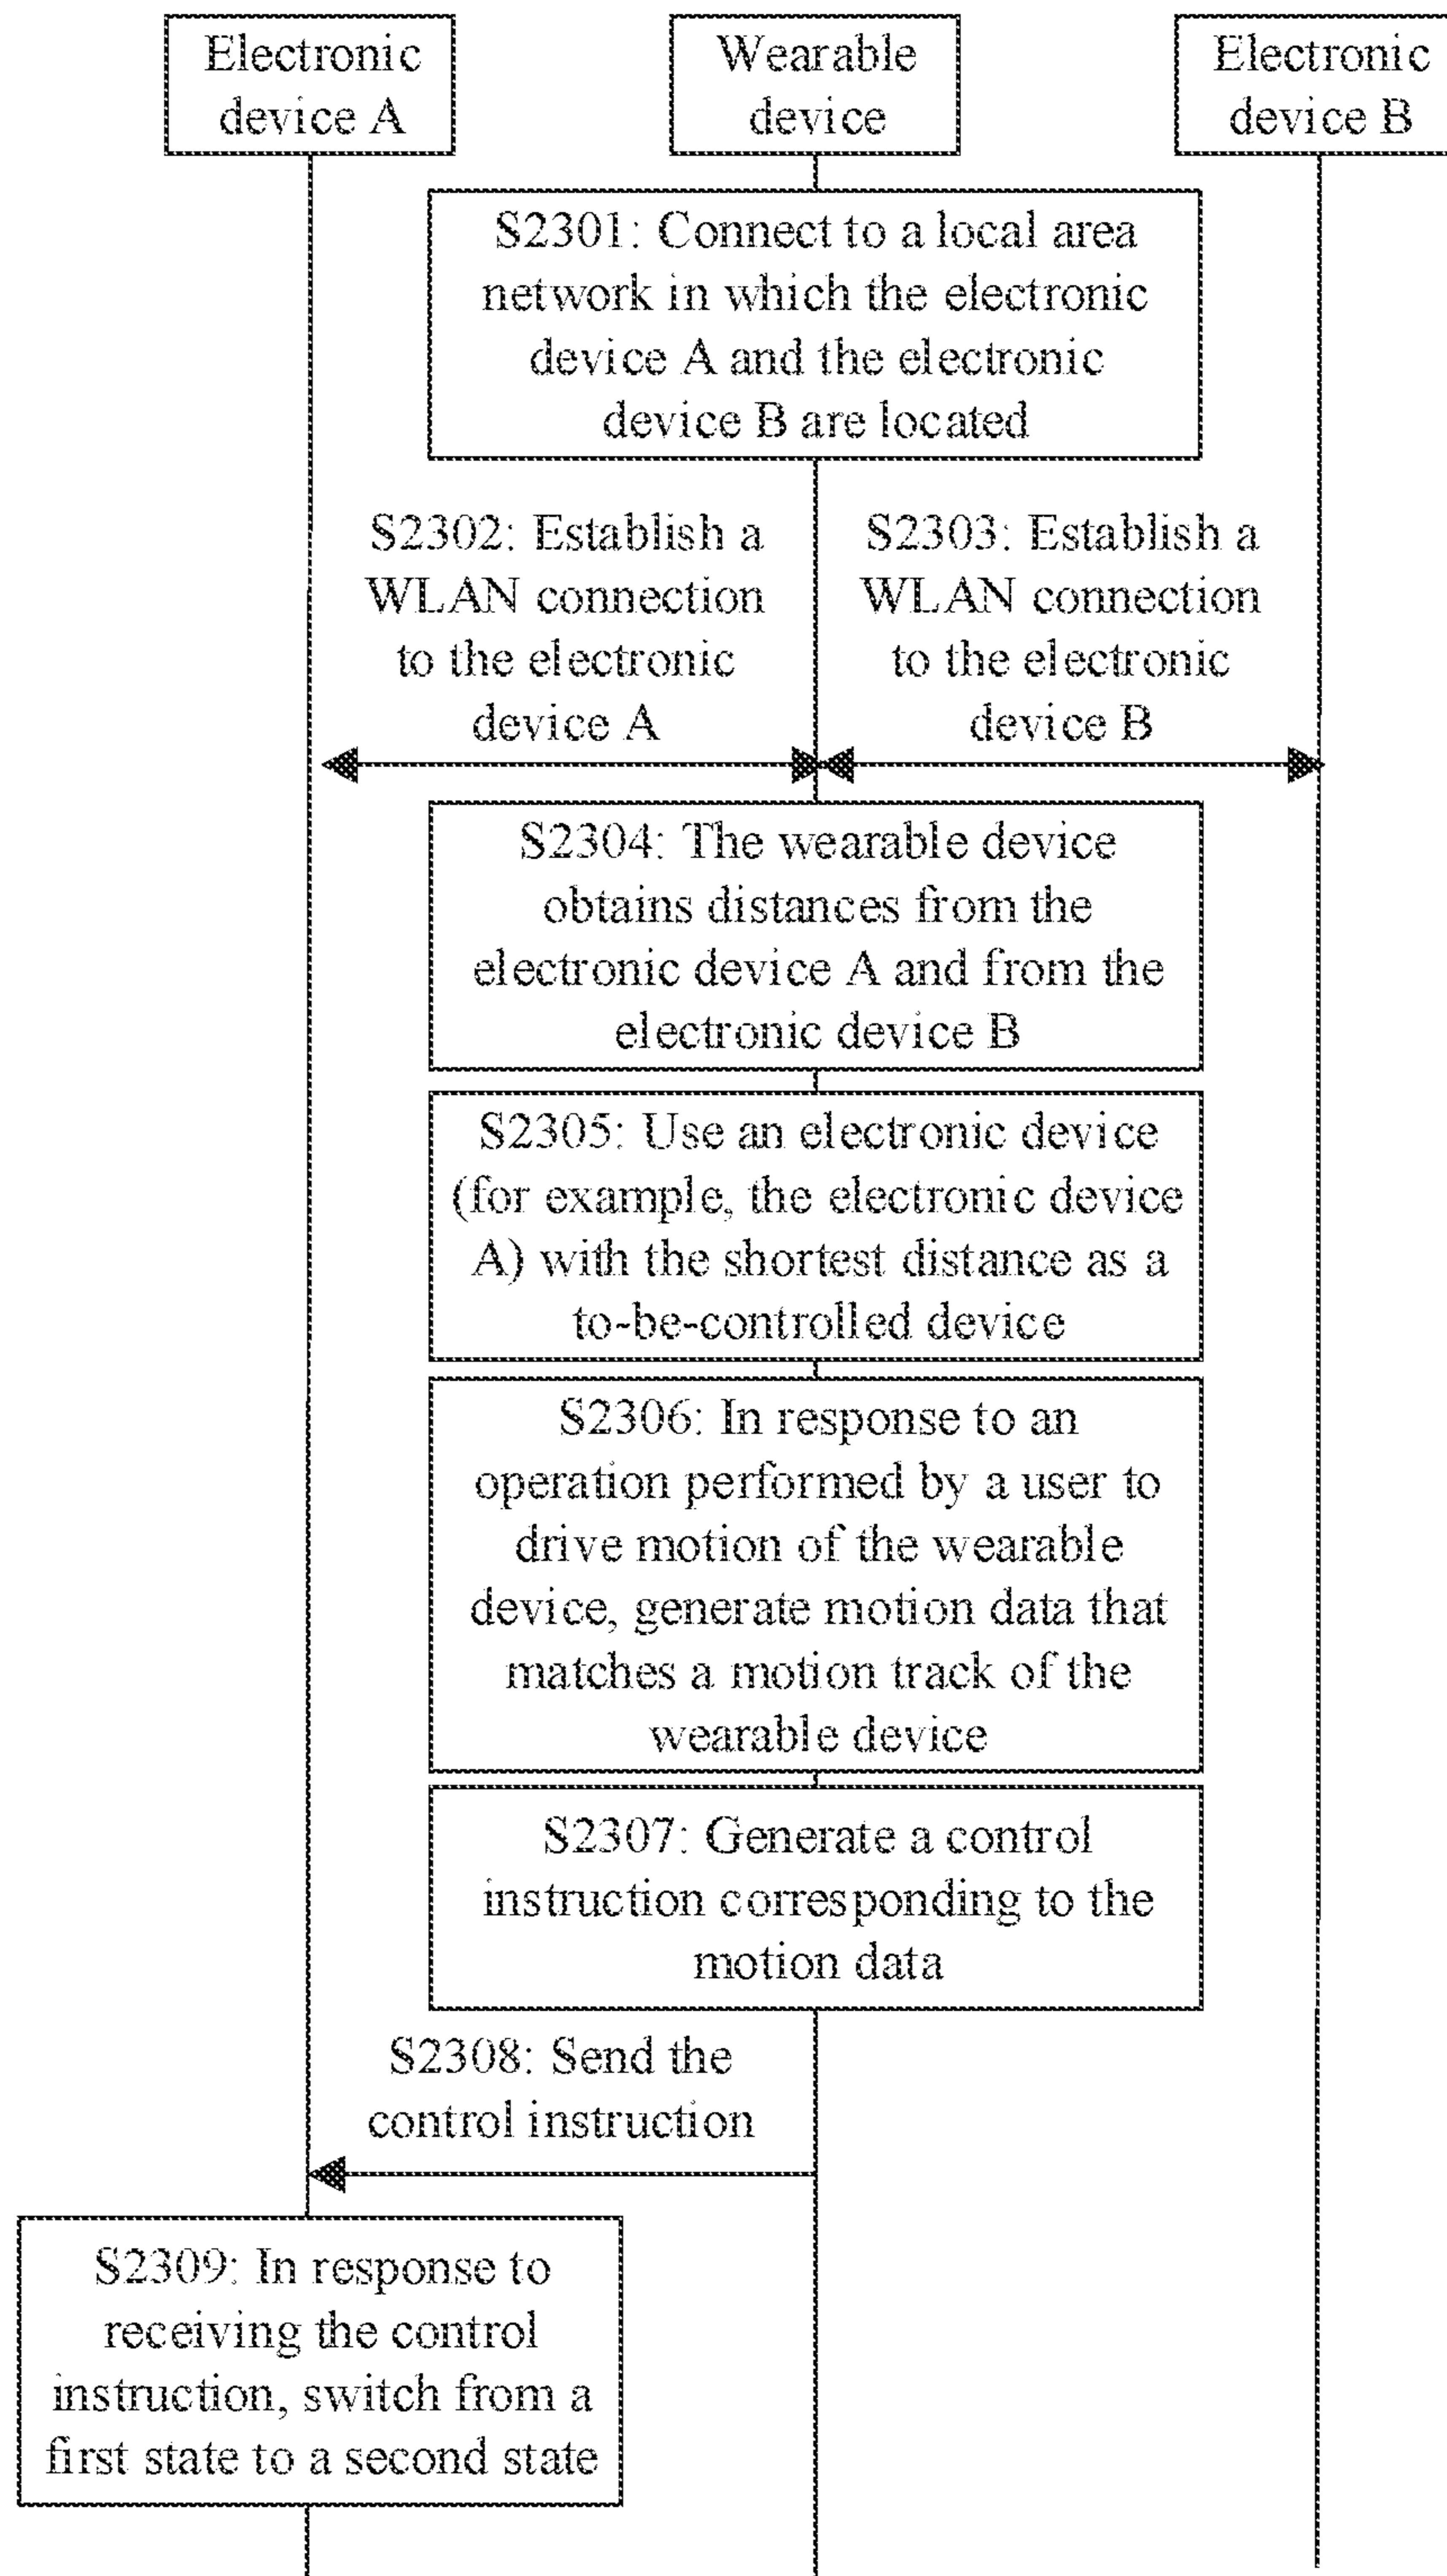 Electronic
device A
Wearable
device
Electronic
device B
S2301: Connect to a local area
network in which the electronic
device A and the electronic
device B are located
S2302: Establish a
WLAN connection
to the electronic
device A
S2303: Establish a
WLAN connection
to the electronic
device B
S2304: The wearable device
obtains distances from the
electronic device A and from the
electronic device B
S2305: Use an electronic device
(for example, the electronic device
A) with the shortest distance as a
to-be-controlled device
S2306: In response to an
operation performed by a user to
drive motion of the wearable
device, generate motion data that
matches a motion track of the
wearable device
S2307: Generate a control
instruction corresponding to the
motion data
S2308: Send the
control instruction
S2309: In response to
receiving the control
instruction, switch from a
first state to a second state